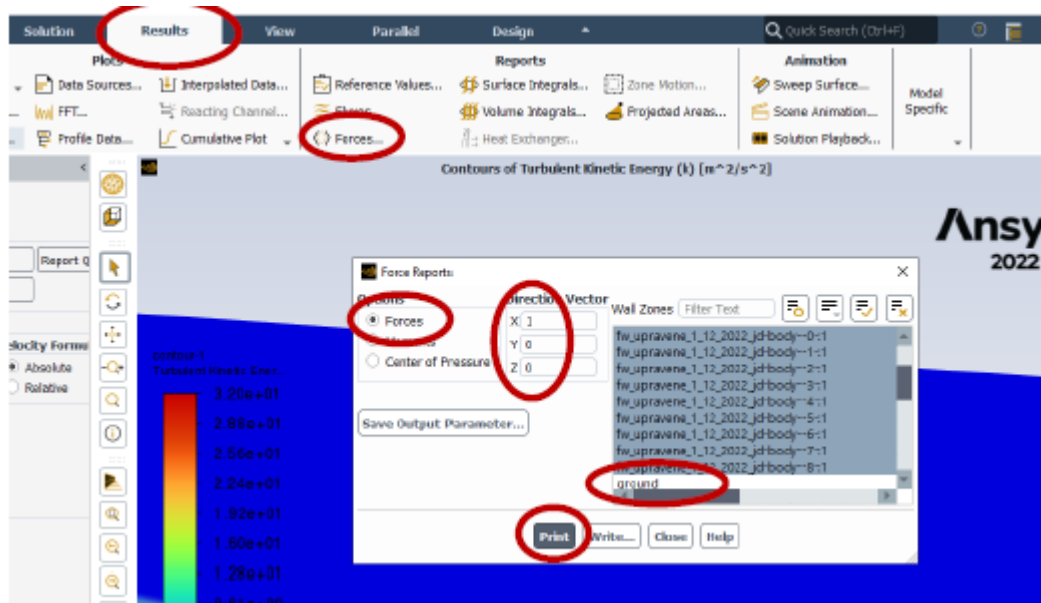 Solution Results View Parallel Design Quick Search (Ctrl+F)
Plots Reports Animation
Data Sources... Interpolated Data... Reference Values... Surface Integrals... Zone Motion... Sweep Surface... Model
FFT... Reacting Channel... Volume Integrals... Projected Areas... Scene Animation... Specific
Profile Data... Cumulative Plot Forces... Heat Exchanger... Solution Playback...
Contours of Turbulent Kinetic Energy (k) [m^2/s^2]
Ansy
2022
Report Q
Force Reports
Options Direction Vector Wall Zones Filter Text
Forces X 1
Y 0
Center of Pressure Z 0
fw_upravene_1_12_2022_jd-body--0:1
fw_upravene_1_12_2022_jd-body--1:1
fw_upravene_1_12_2022_jd-body--2:1
fw_upravene_1_12_2022_jd-body--3:1
fw_upravene_1_12_2022_jd-body--4:1
fw_upravene_1_12_2022_jd-body--5:1
fw_upravene_1_12_2022_jd-body--7:1
fw_upravene_1_12_2022_jd-body--8:1
ground
Save Output Parameter...
Print Write... Close Help
locity Formu
Absolute
Relative
contour-1
Turbulent Kinetic Ener...
3.20e+01
2.88e+01
2.56e+01
2.24e+01
1.92e+01
1.60e+01
1.28e+01